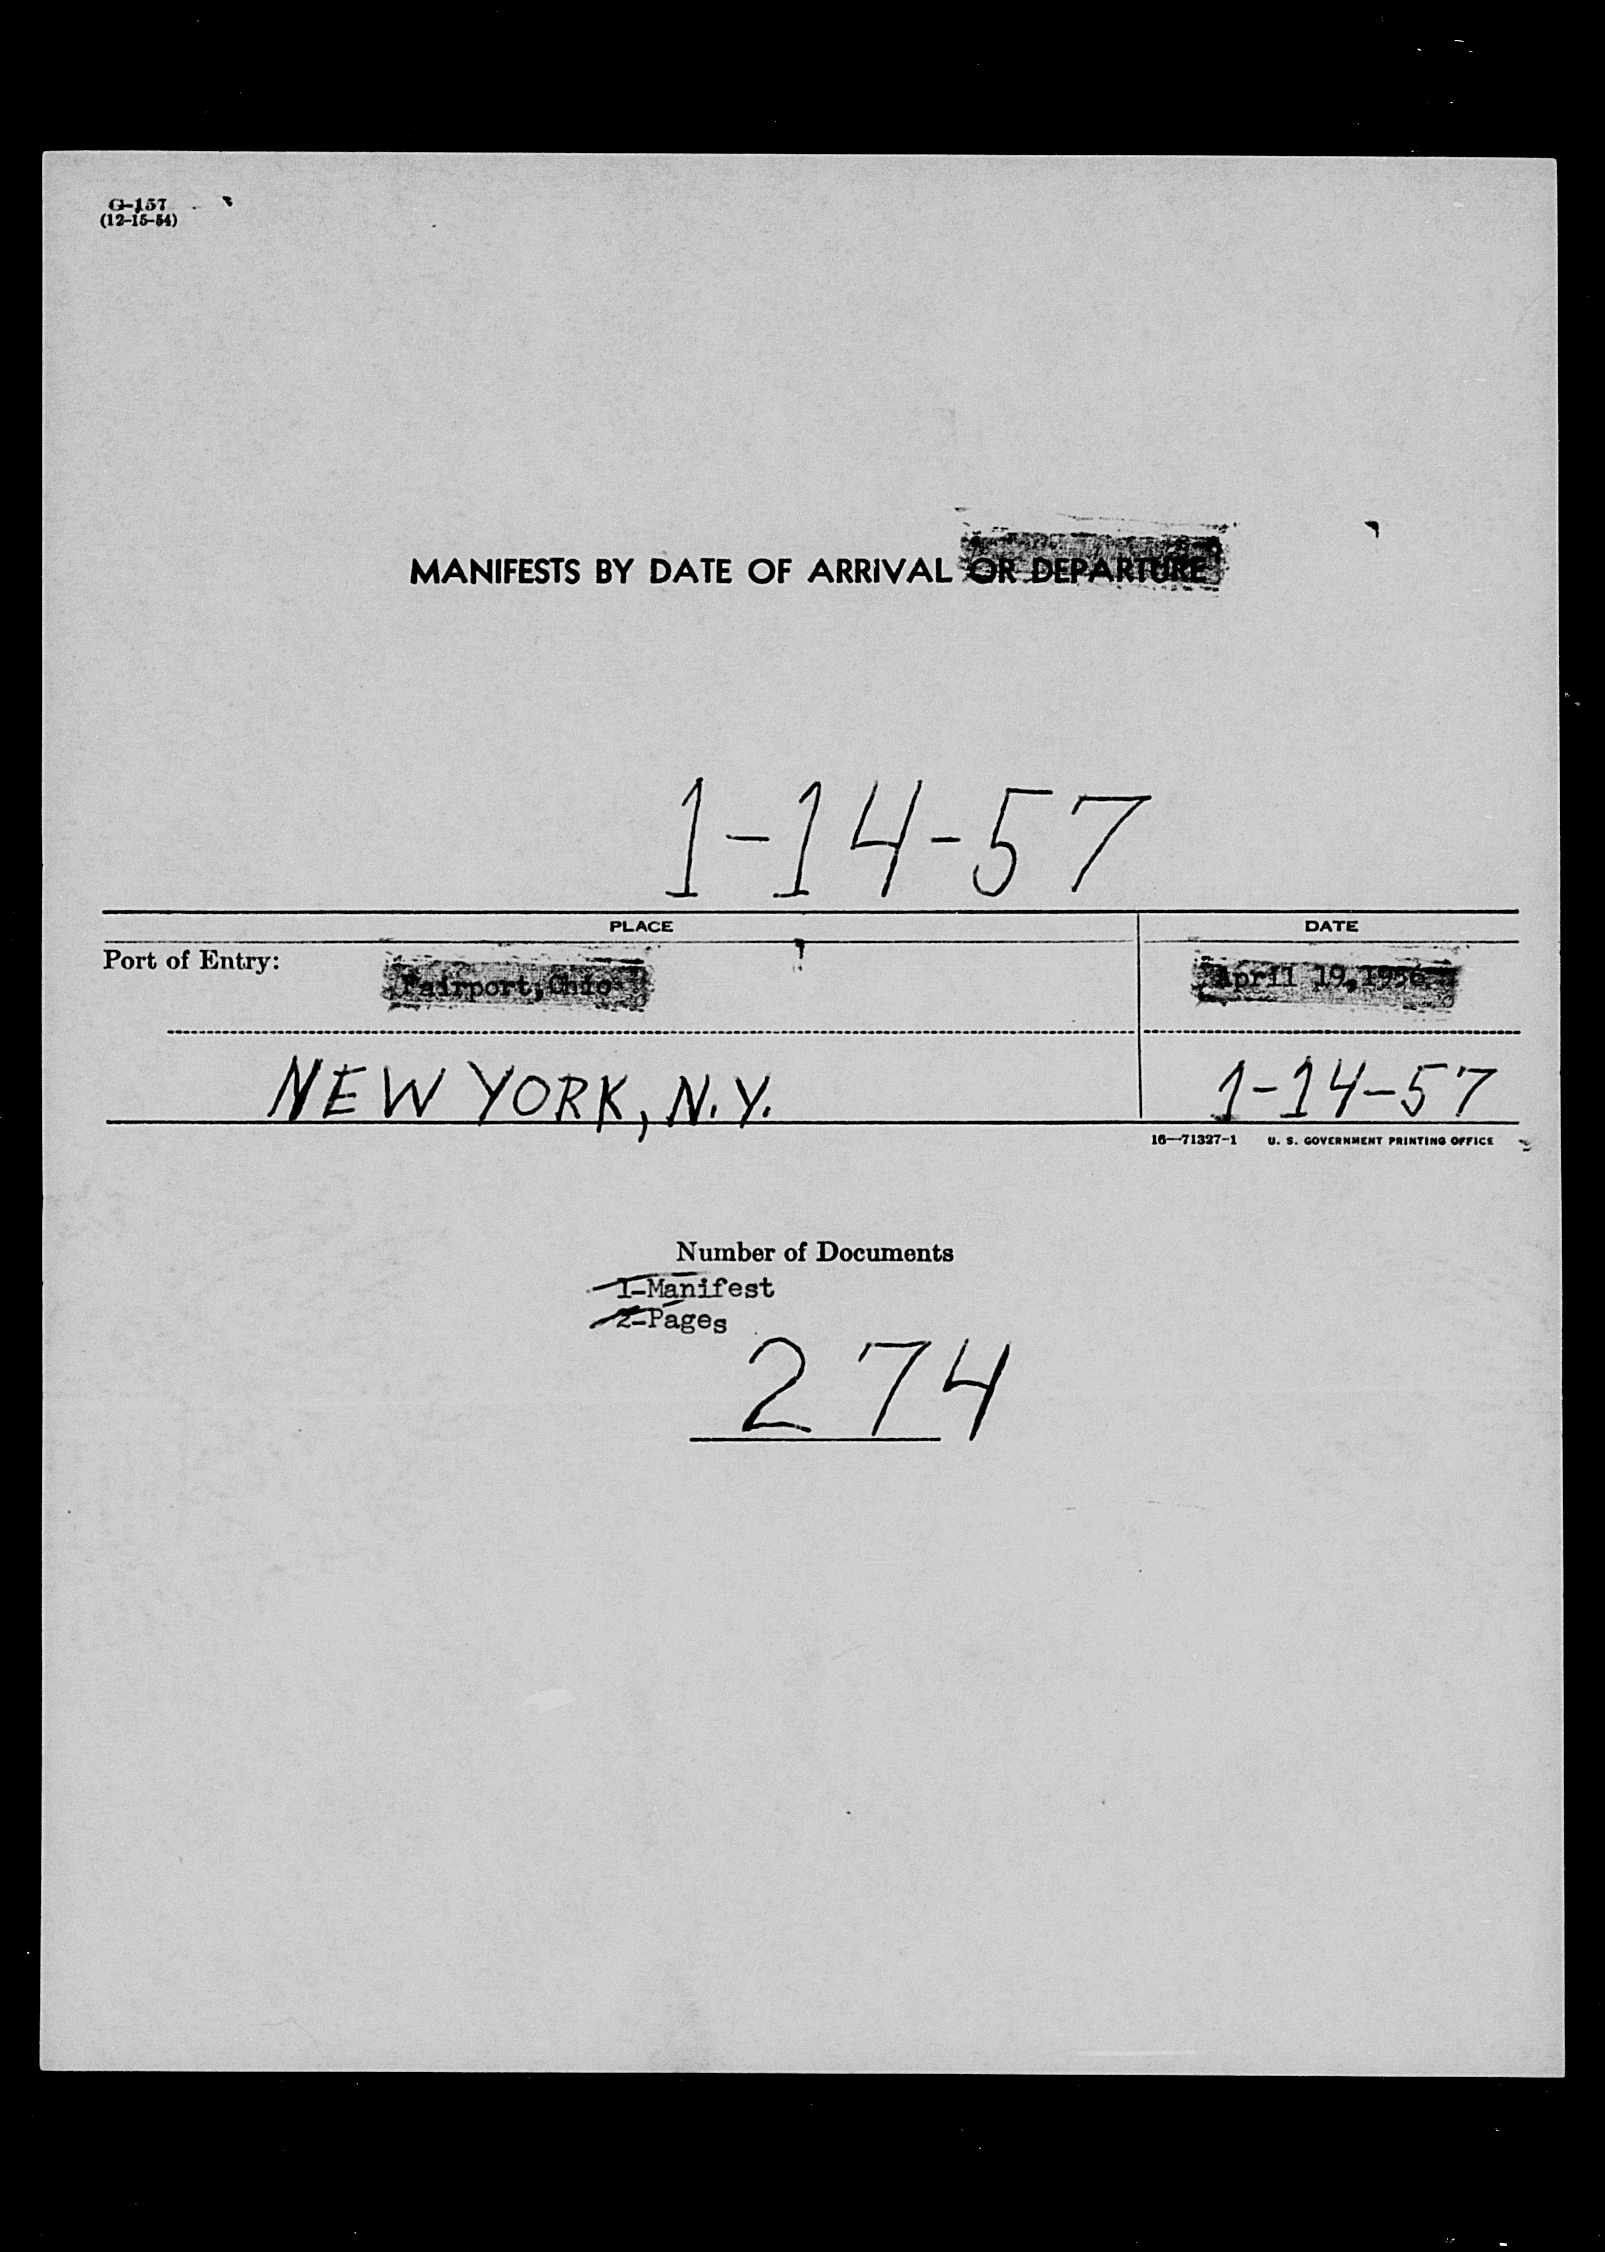 G-157
(12-15-54)
MANIFESTS BY DATE OF ARRIVAL OR DEPARTURE
1-14-57
PLACE
DATE
Port of Entry:
Fairport, Ohio
April 19, 1956
NEW YORK, N.Y.
1-14-57
16—71327-1 U. S. GOVERNMENT PRINTING OFFICE
Number of Documents
1-Manifest
2-Pages
274